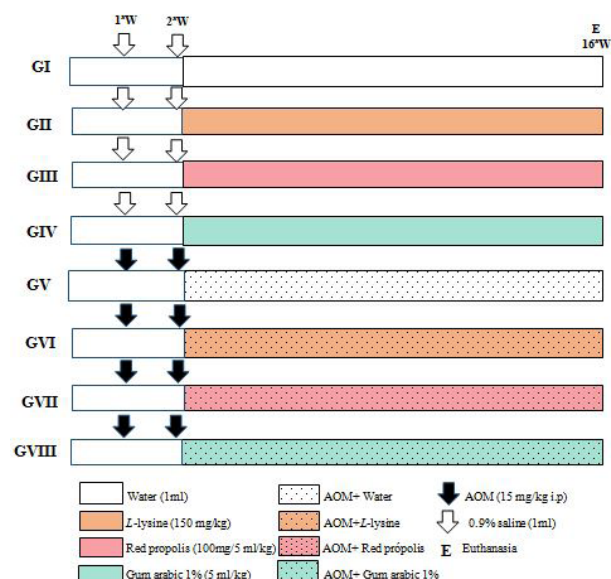 1ªW 2ªW E
16ªW
GI
GII
GIII
GIV
GV
GVI
GVII
GVIII
Water (1ml) AOM+ Water AOM (15 mg/kg i.p)
L-lysine (150 mg/kg) AOM+L-lysine 0.9% saline (1ml)
Red propolis (100mg/5 ml/kg) AOM+ Red própolis E Euthanasia
Gum arabic 1% (5 ml/kg) AOM+ Gum arabic 1%